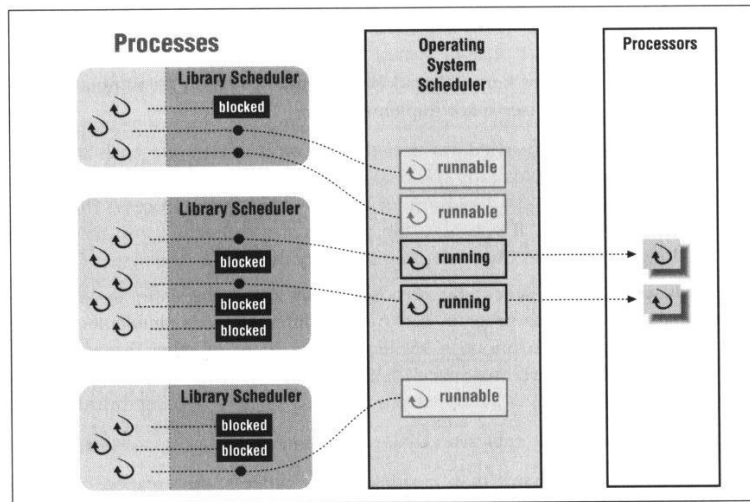 Processes
Library Scheduler
blocked
Library Scheduler
blocked
blocked
blocked
Library Scheduler
blocked
blocked
Operating
System
Scheduler
runnable
runnable
running
running
runnable
Processors